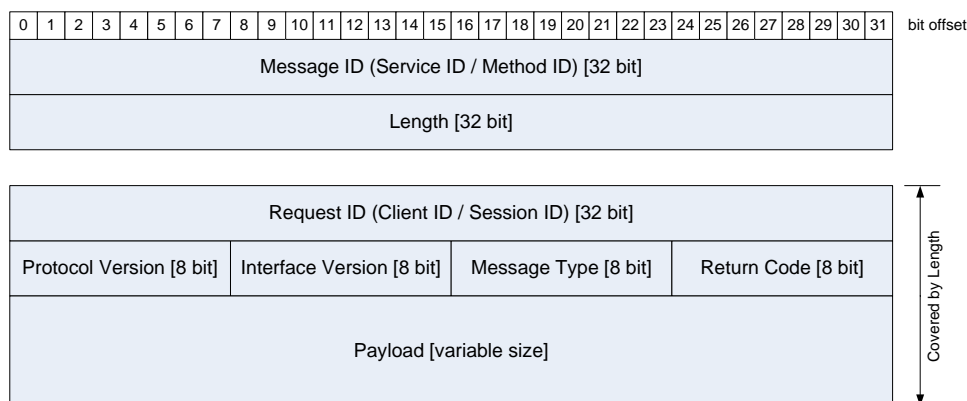 0 1 2 3 4 5 6 7 8 9 10 11 12 13 14 15 16 17 18 19 20 21 22 23 24 25 26 27 28 29 30 31 bit offset
Message ID (Service ID / Method ID) [32 bit]
Length [32 bit]
Request ID (Client ID / Session ID) [32 bit]
Protocol Version [8 bit] Interface Version [8 bit] Message Type [8 bit] Return Code [8 bit]
Payload [variable size]
Covered by Length